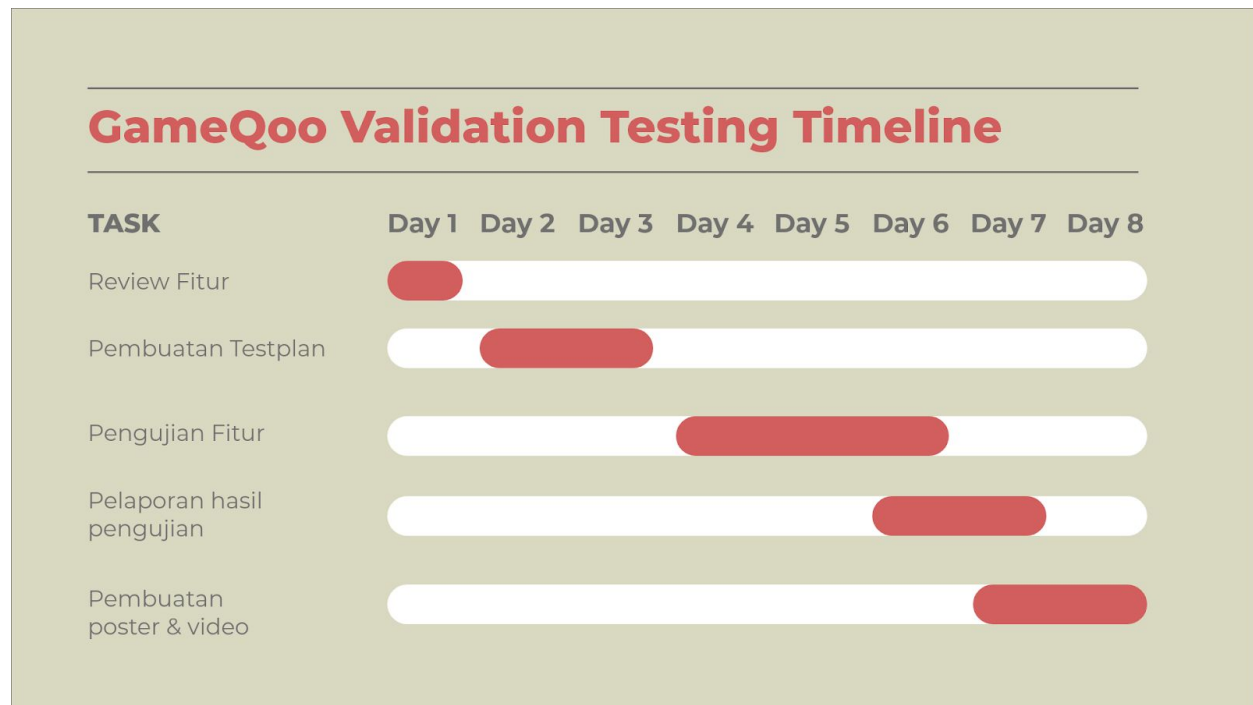 GameQoo Validation Testing Timeline
TASK Day 1 Day 2 Day 3 Day 4 Day 5 Day 6 Day 7 Day 8
Review Fitur
Pembuatan Testplan
Pengujian Fitur
Pelaporan hasil
pengujian
Pembuatan
poster & video